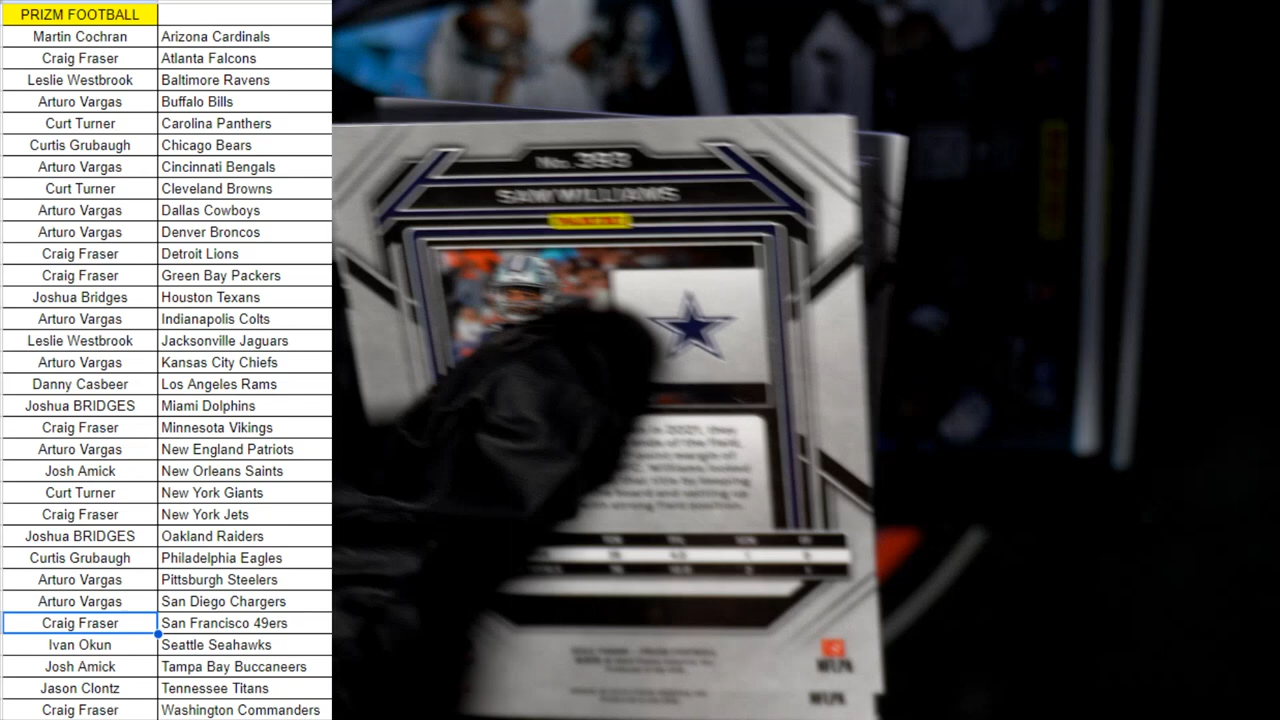 PRIZM FOOTBALL
Martin Cochran Arizona Cardinals
Craig Fraser Atlanta Falcons
Leslie Westbrook Baltimore Ravens
Arturo Vargas Buffalo Bills
Curt Turner Carolina Panthers
Curtis Grubaugh Chicago Bears
Arturo Vargas Cincinnati Bengals
Curt Turner Cleveland Browns
Arturo Vargas Dallas Cowboys
Arturo Vargas Denver Broncos
Craig Fraser Detroit Lions
Craig Fraser Green Bay Packers
Joshua Bridges Houston Texans
Arturo Vargas Indianapolis Colts
Leslie Westbrook Jacksonville Jaguars
Arturo Vargas Kansas City Chiefs
Danny Casbeer Los Angeles Rams
Joshua BRIDGES Miami Dolphins
Craig Fraser Minnesota Vikings
Arturo Vargas New England Patriots
Josh Amick New Orleans Saints
Curt Turner New York Giants
Craig Fraser New York Jets
Joshua BRIDGES Oakland Raiders
Curtis Grubaugh Philadelphia Eagles
Arturo Vargas Pittsburgh Steelers
Arturo Vargas San Diego Chargers
Craig Fraser San Francisco 49ers
Ivan Okun Seattle Seahawks
Josh Amick Tampa Bay Buccaneers
Jason Clontz Tennessee Titans
Craig Fraser Washington Commanders
No. 393
SAM WILLIAMS
PANINI
NFLPA